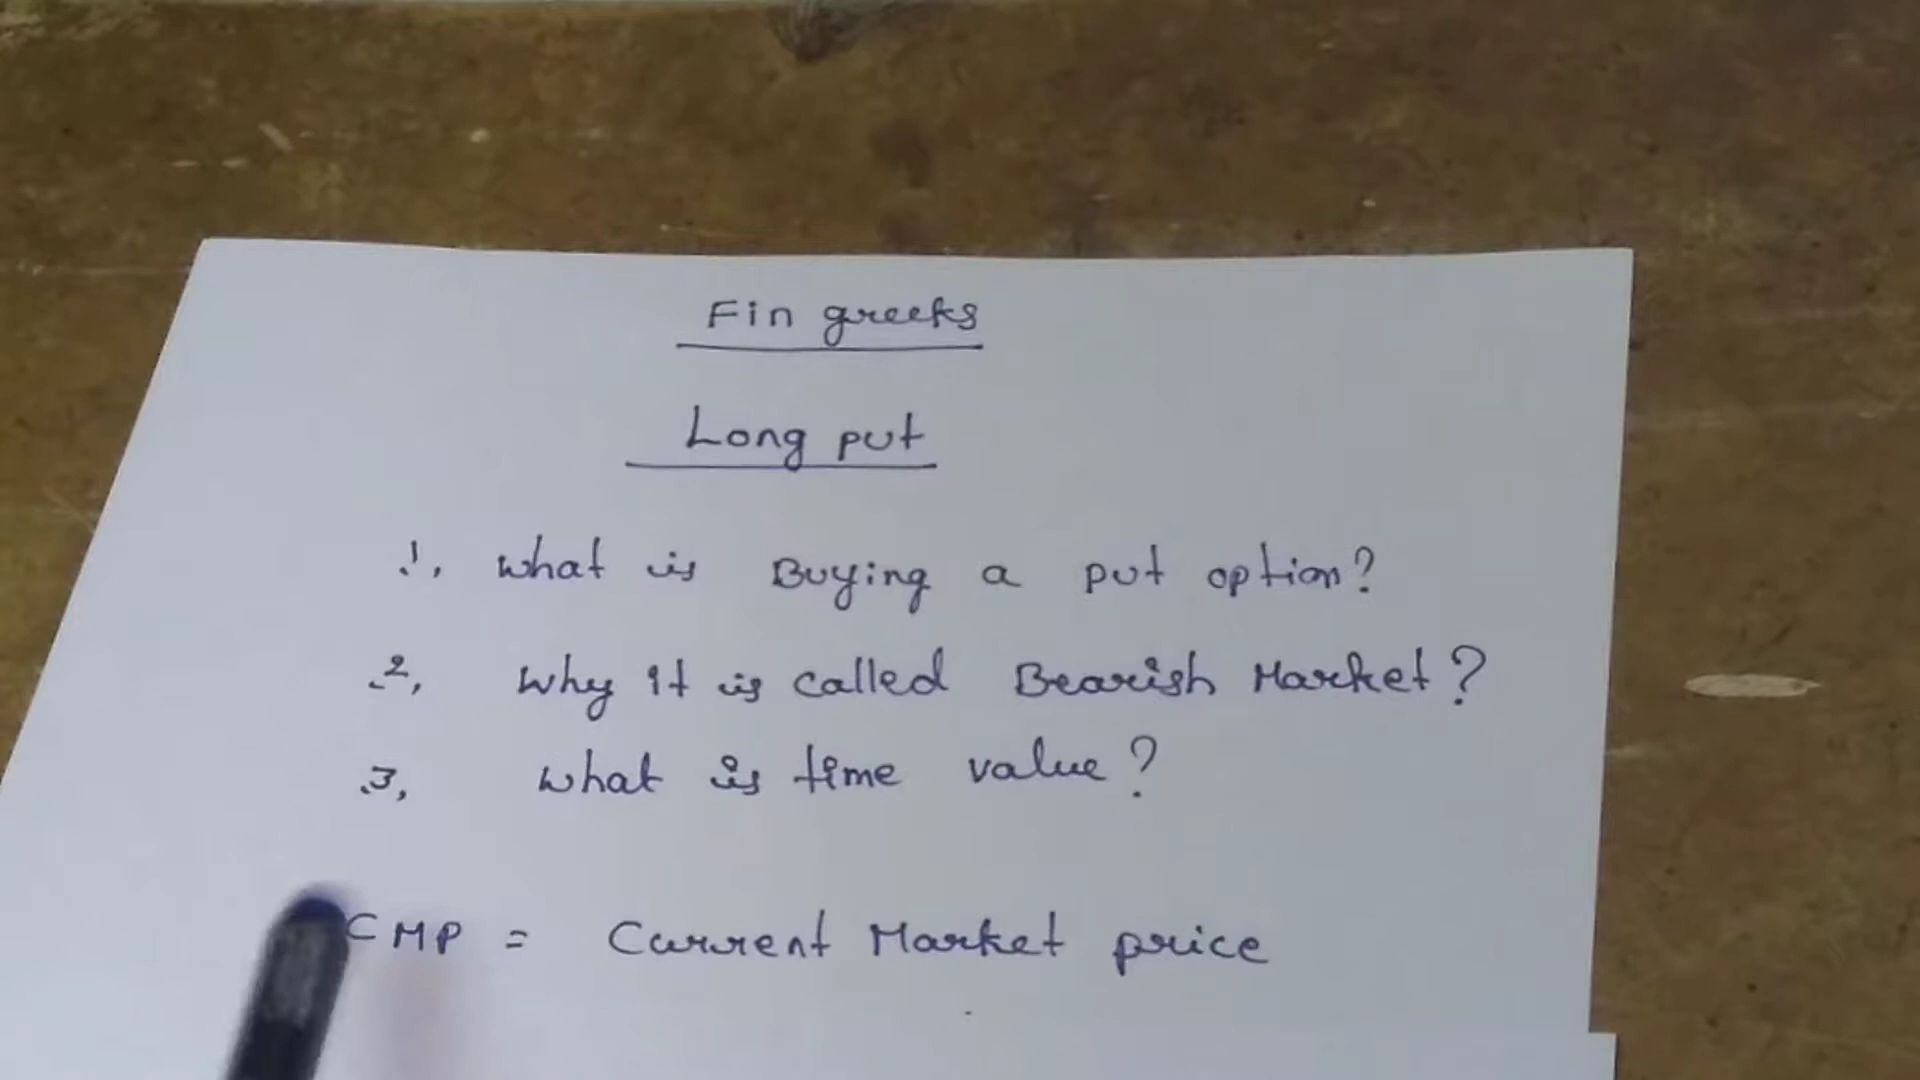 Fin greeks
Long put
1, what is Buying a put option?
2, why it is called Bearish Market?
3, what is time value?
CMP = Current Market price